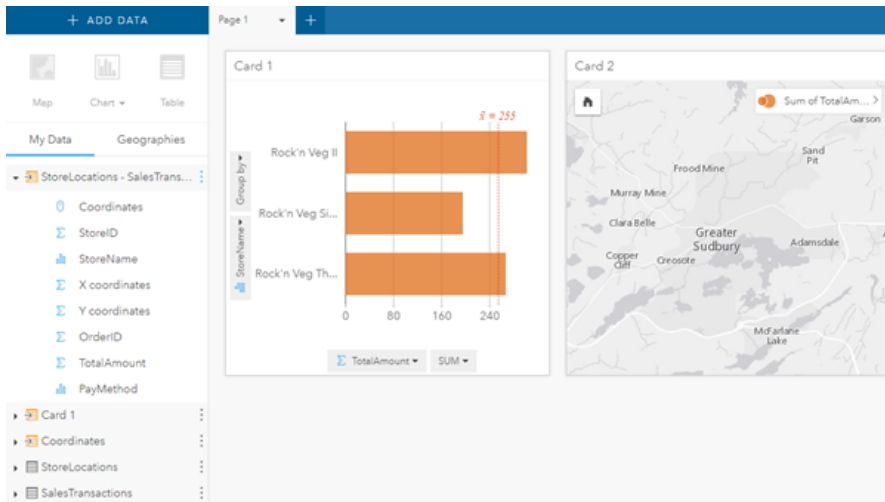 + ADD DATA
Page 1
+
Map
Chart
Table
My Data
Geographies
StoreLocations - SalesTrans...
Coordinates
StoreID
StoreName
X coordinates
Y coordinates
OrderID
TotalAmount
PayMethod
Card 1
Coordinates
StoreLocations
SalesTransactions
Card 1
x̄ = 255
Group by
StoreName
Rock'n Veg II
Rock'n Veg Si...
Rock'n Veg Th...
0 80 160 240
Σ TotalAmount
SUM
Card 2
Sum of TotalAm... >
Garson
Sand
Pit
Frood Mine
Murray Mine
Clara Belle
Greater
Sudbury
Adamsdale
Copper
Cliff
Creosote
McFarlane
Lake